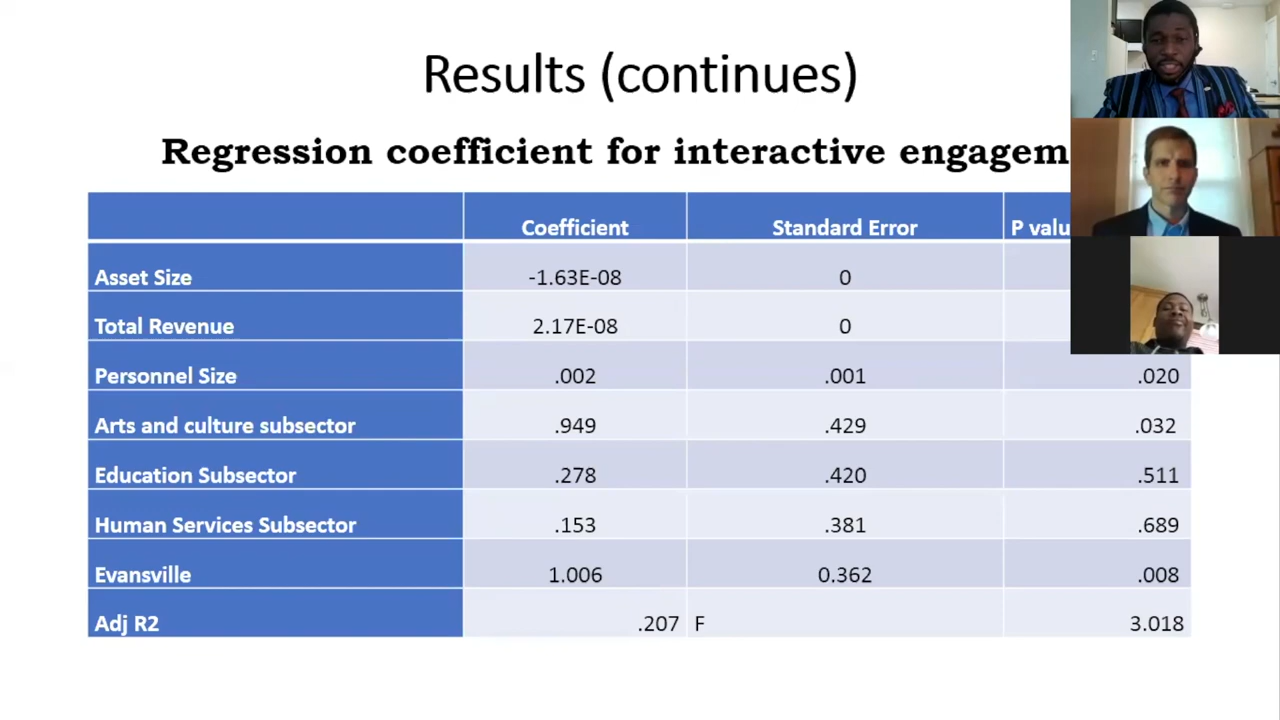 Results (continues)
Regression coefficient for interactive engagem
Coefficient Standard Error P valu
Asset Size -1.63E-08 0
Total Revenue 2.17E-08 0
Personnel Size .002 .001 .020
Arts and culture subsector .949 .429 .032
Education Subsector .278 .420 .511
Human Services Subsector .153 .381 .689
Evansville 1.006 0.362 .008
Adj R2 .207 F 3.018